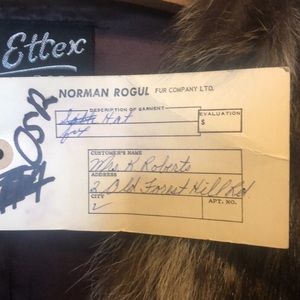 Ettex
NORMAN ROGUL FUR COMPANY LTD.
DESCRIPTION OF GARMENT
EVALUATION
Hat
$
fox
CUSTOMER'S NAME
Mrs K Roberts
ADDRESS
2 Old Forest Hill Rd
CITY
APT. NO.